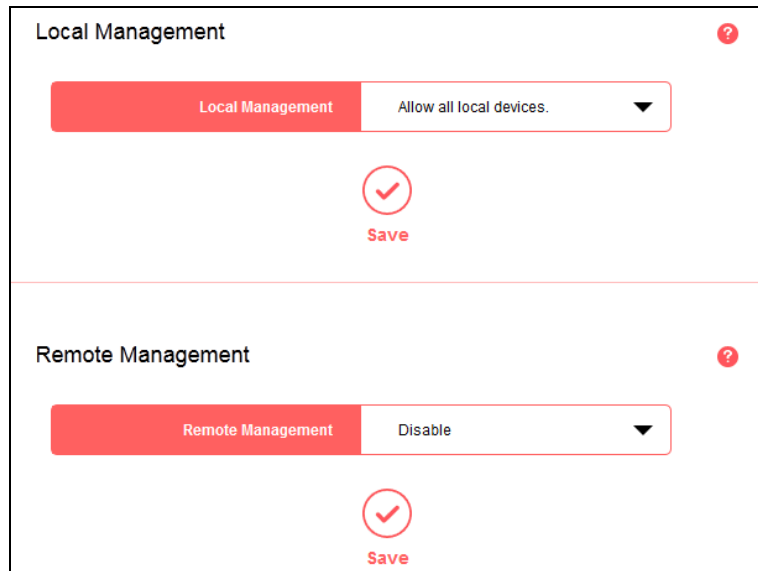 Local Management
?
Local Management Allow all local devices.
Save
Remote Management
?
Remote Management Disable
Save